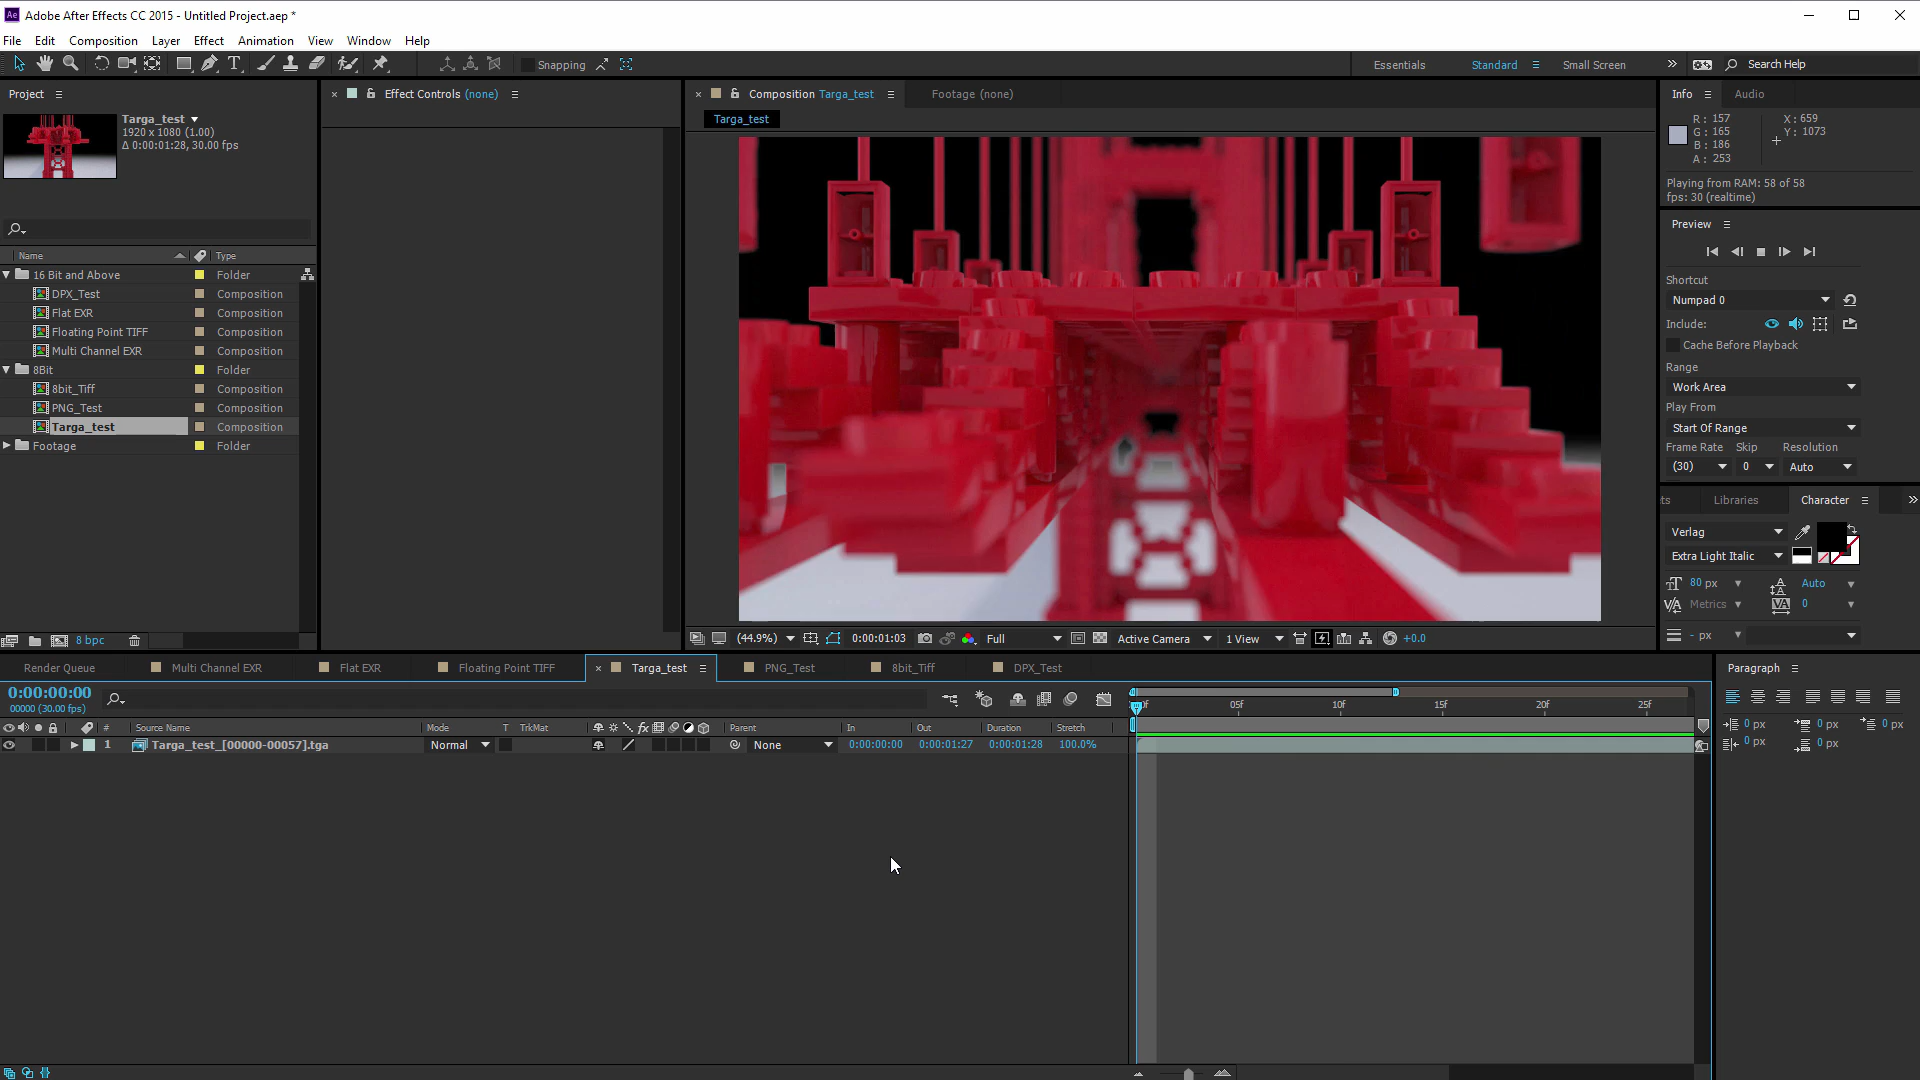 Adobe After Effects CC 2015 - Untitled Project.aep *
File Edit Composition Layer Effect Animation View Window Help
Snapping
Essentials Standard Small Screen Search Help
Project
Effect Controls (none)
Composition Targa_test
Footage (none)
Info Audio
Targa_test
1920 x 1080 (1.00)
Δ 0:00:01:28, 30.00 fps
Targa_test
R : 157
G : 165
B : 186
A : 253
X : 659
Y : 1073
Playing from RAM: 58 of 58
fps: 30 (realtime)
Preview
Name Type
16 Bit and Above Folder
DPX_Test Composition
Flat EXR Composition
Floating Point TIFF Composition
Multi Channel EXR Composition
8Bit Folder
8bit_Tiff Composition
PNG_Test Composition
Targa_test Composition
Footage Folder
Shortcut
Numpad 0
Include:
Cache Before Playback
Range
Work Area
Play From
Start Of Range
Frame Rate Skip Resolution
(30) 0 Auto
ets Libraries Character
Verlag
Extra Light Italic
80 px Auto
Metrics 0
- px
8 bpc
(44.9%) 0:00:01:03 Full Active Camera 1 View +0.0
Render Queue Multi Channel EXR Flat EXR Floating Point TIFF Targa_test PNG_Test 8bit_Tiff DPX_Test
Paragraph
0:00:00:00
00000 (30.00 fps)
05f 10f 15f 20f 25f
# Source Name Mode T TrkMat fx Parent In Out Duration Stretch
1 Targa_test_[00000-00057].tga Normal None 0:00:00:00 0:00:01:27 0:00:01:28 100.0%
0 px 0 px 0 px
0 px 0 px